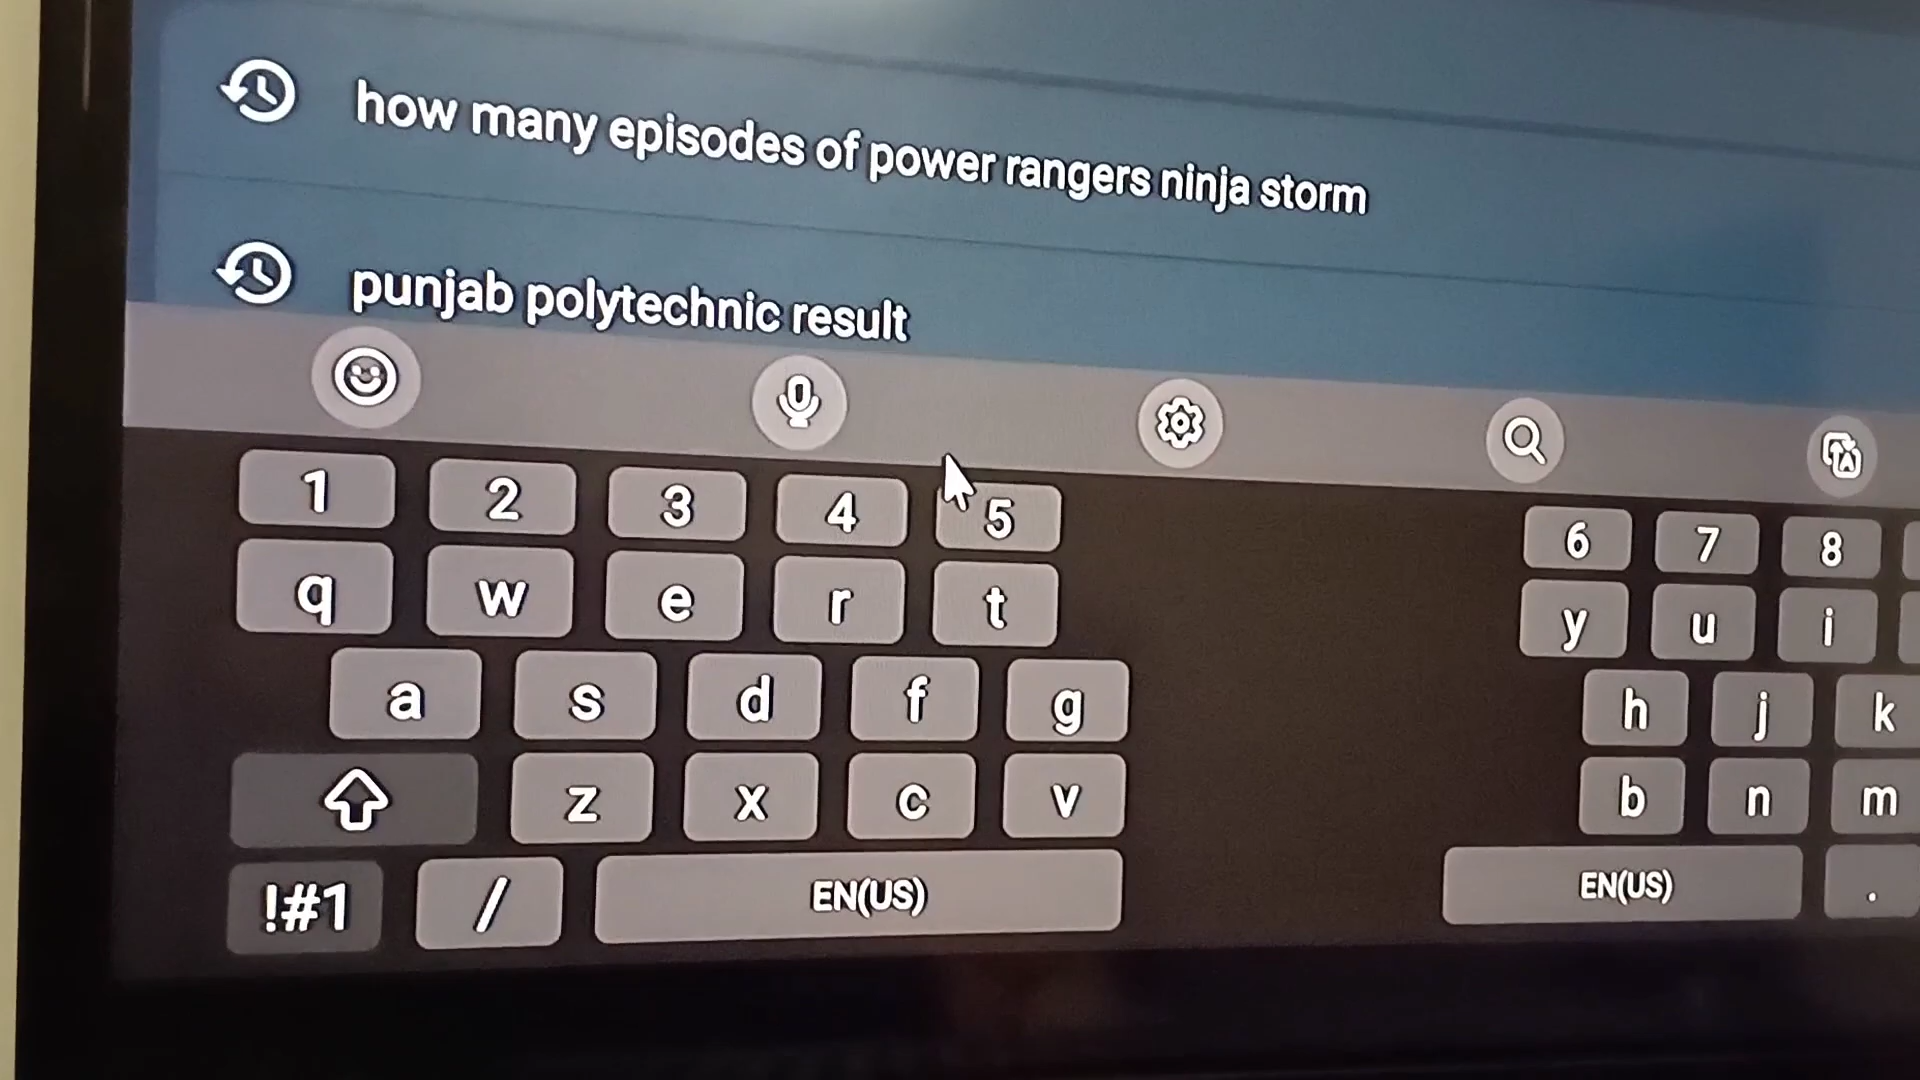 how many episodes of power rangers ninja storm
punjab polytechnic result
1 2 3 4 5 6 7 8
q w e r t y u i
a s d f g h j k
z x c v b n m
!#1 / EN(US) EN(US) .